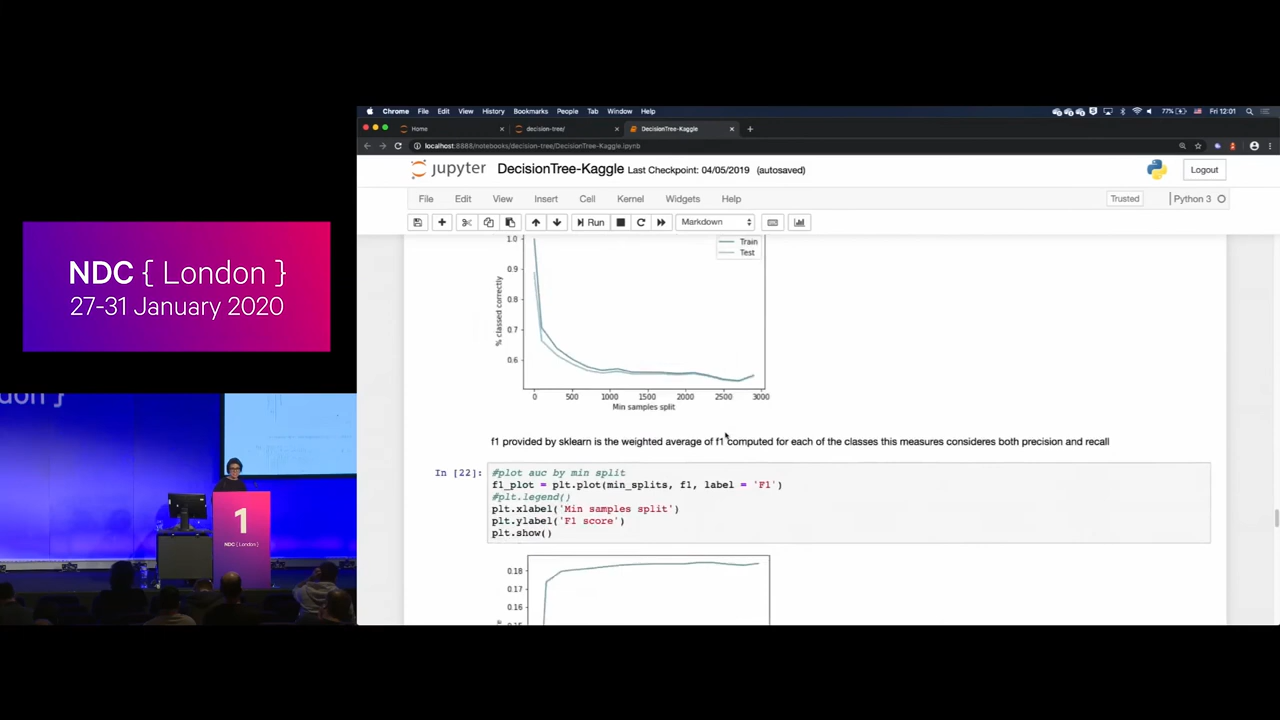 NDC { London }
27-31 January 2020
ondon }
1
NDC { London }
Chrome File Edit View History Bookmarks People Tab Window Help
77% Fri 12:01
Home
decision-tree/
DecisionTree-Kaggle
localhost:8888/notebooks/decision-tree/DecisionTree-Kaggle.ipynb
jupyter DecisionTree-Kaggle Last Checkpoint: 04/05/2019 (autosaved)
Logout
File Edit View Insert Cell Kernel Widgets Help
Trusted
Python 3
Run
Markdown
Train
Test
1.0
0.9
0.8
0.7
0.6
% classed correctly
0 500 1000 1500 2000 2500 3000
Min samples split
f1 provided by sklearn is the weighted average of f1 computed for each of the classes this measures consideres both precision and recall
In [22]:
#plot auc by min split
f1_plot = plt.plot(min_splits, f1, label = 'F1')
#plt.legend()
plt.xlabel('Min samples split')
plt.ylabel('F1 score')
plt.show()
0.18
0.17
0.16